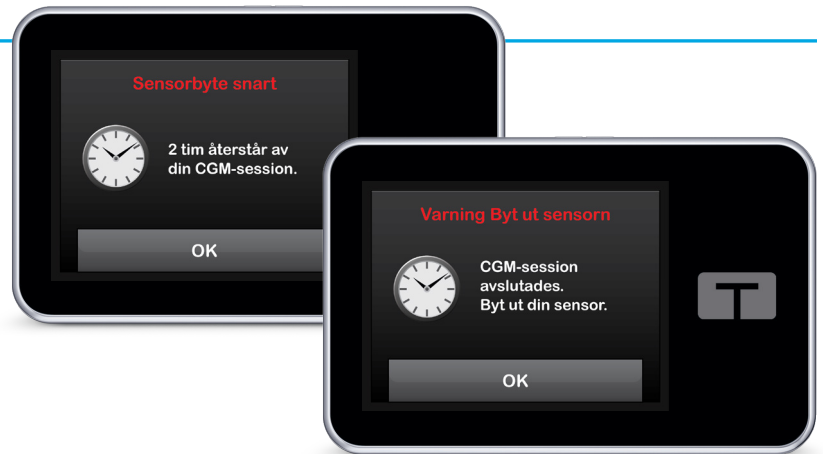 Sensorbyte snart
2 tim återstår av
din CGM-session.
OK
Varning Byt ut sensorn
CGM-session
avslutades.
Byt ut din sensor.
OK
T